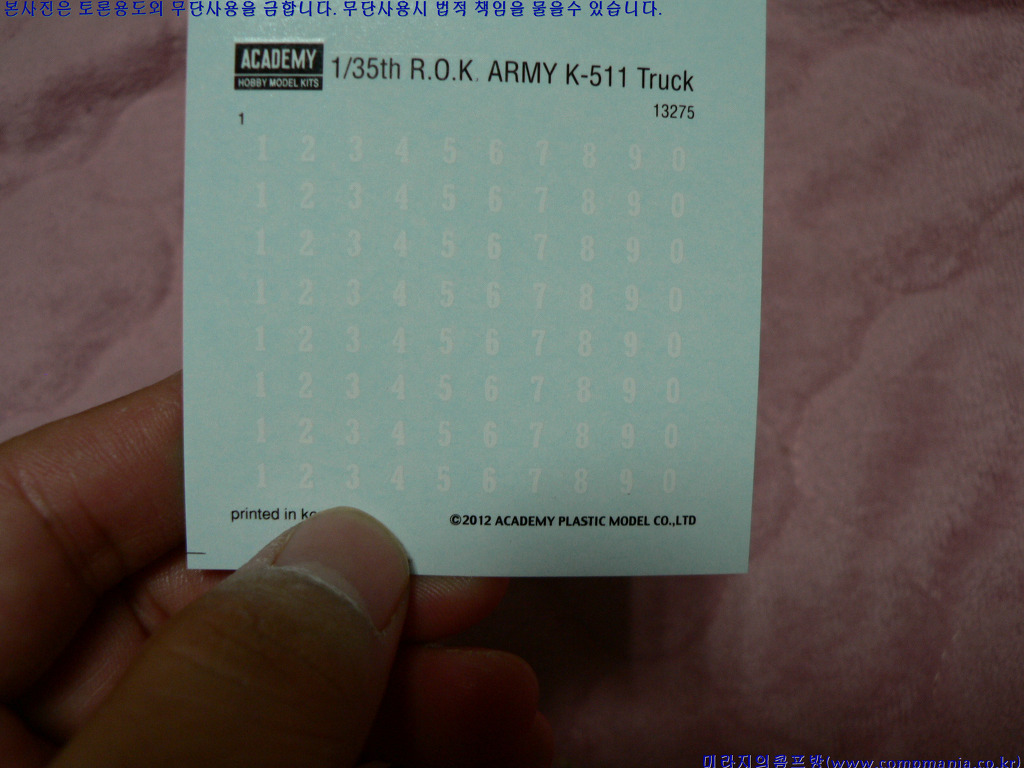 본사진은 토론용도외 무단사용을 금합니다. 무단사용시 법적 책임을 물을수 있습니다.
ACADEMY
HOBBY MODEL KITS
1/35th R.O.K. ARMY K-511 Truck
13275
1
1 2 3 4 5 6 7 8 9 0
1 2 3 4 5 6 7 8 9 0
1 2 3 4 5 6 7 8 9 0
1 2 3 4 5 6 7 8 9 0
1 2 3 4 5 6 7 8 9 0
1 2 3 4 5 6 7 8 9 0
1 2 3 4 5 6 7 8 9 0
1 2 3 4 5 6 7 8 9 0
printed in
©2012 ACADEMY PLASTIC MODEL CO.,LTD
(www.compmania.co.kr)